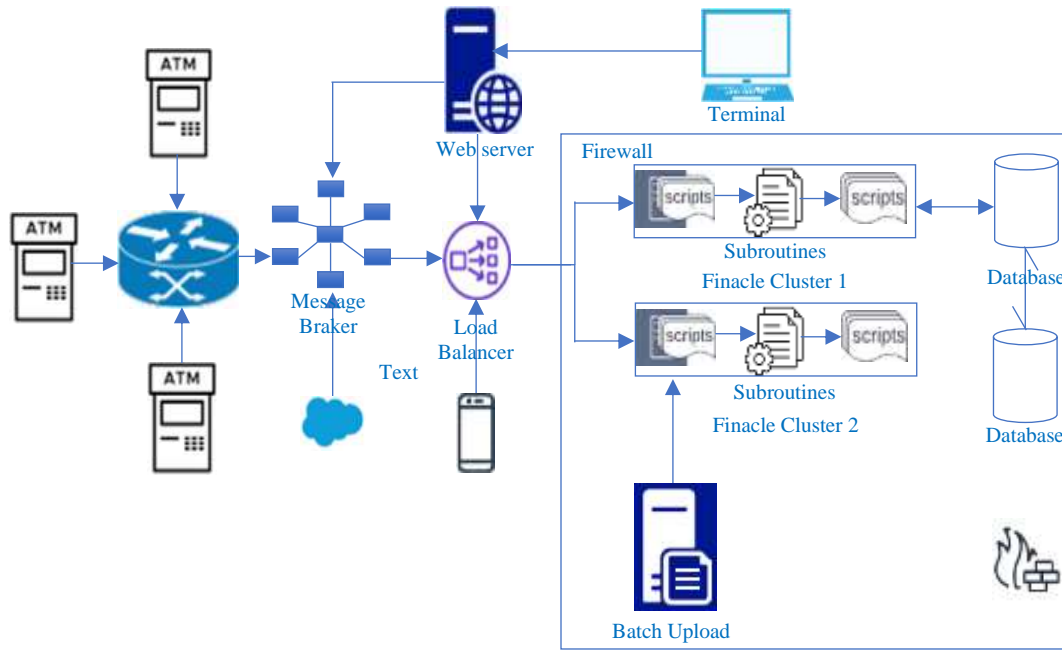 ATM
Terminal
Web server
Firewall
scripts
scripts
ATM
Subroutines
Finacle Cluster 1
Database
Message
Braker
Load
Balancer
scripts
scripts
ATM
Text
Subroutines
Finacle Cluster 2
Database
Batch Upload